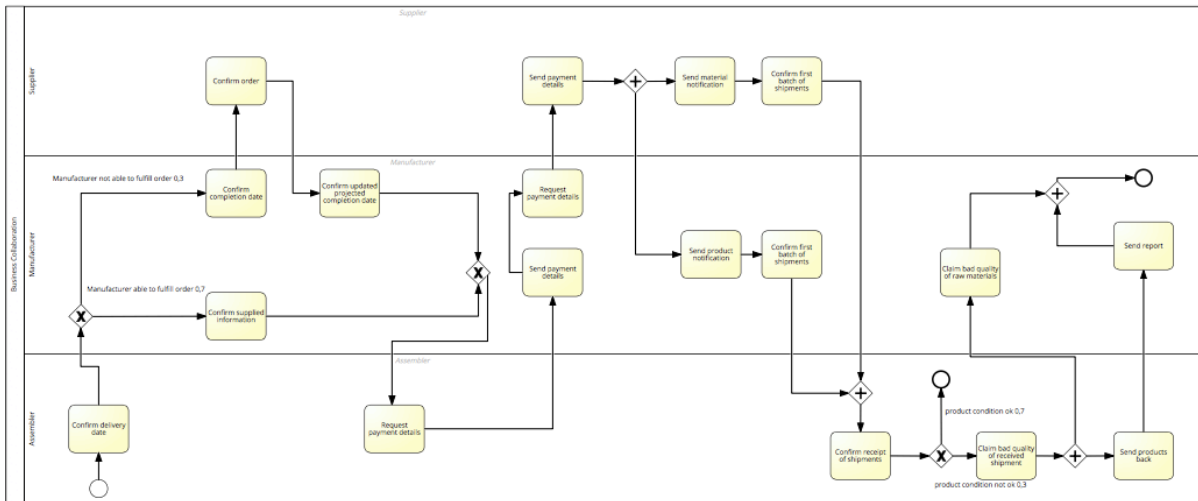 Business Collaboration
Supplier
Supplier
Confirm order
Send payment
details
Send material
notification
Confirm first
batch of
shipments
Manufacturer
Manufacturer
Manufacturer not able to fulfill order 0,3
Confirm
completion date
Confirm updated
projected
completion date
Request
payment details
Send payment
details
Send product
notification
Confirm first
batch of
shipments
Claim bad quality
of raw materials
Send report
Manufacturer able to fulfill order 0,7
Confirm supplied
information
Assembler
Assembler
Confirm delivery
date
Request
payment details
product condition ok 0,7
Confirm receipt
of shipments
Claim bad quality
of received
shipment
Send products
back
product condition not ok 0,3